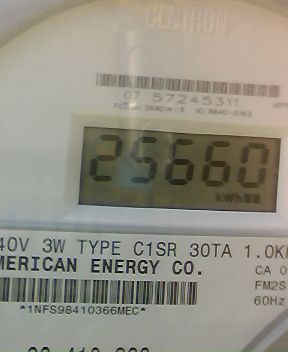 CENTRON
07 57245311
25660
kWh
40V 3W TYPE C1SR 30TA 1.0K
MERICAN ENERGY CO.
CA 0
FM2S
60Hz
*1NFS98410366MEC*